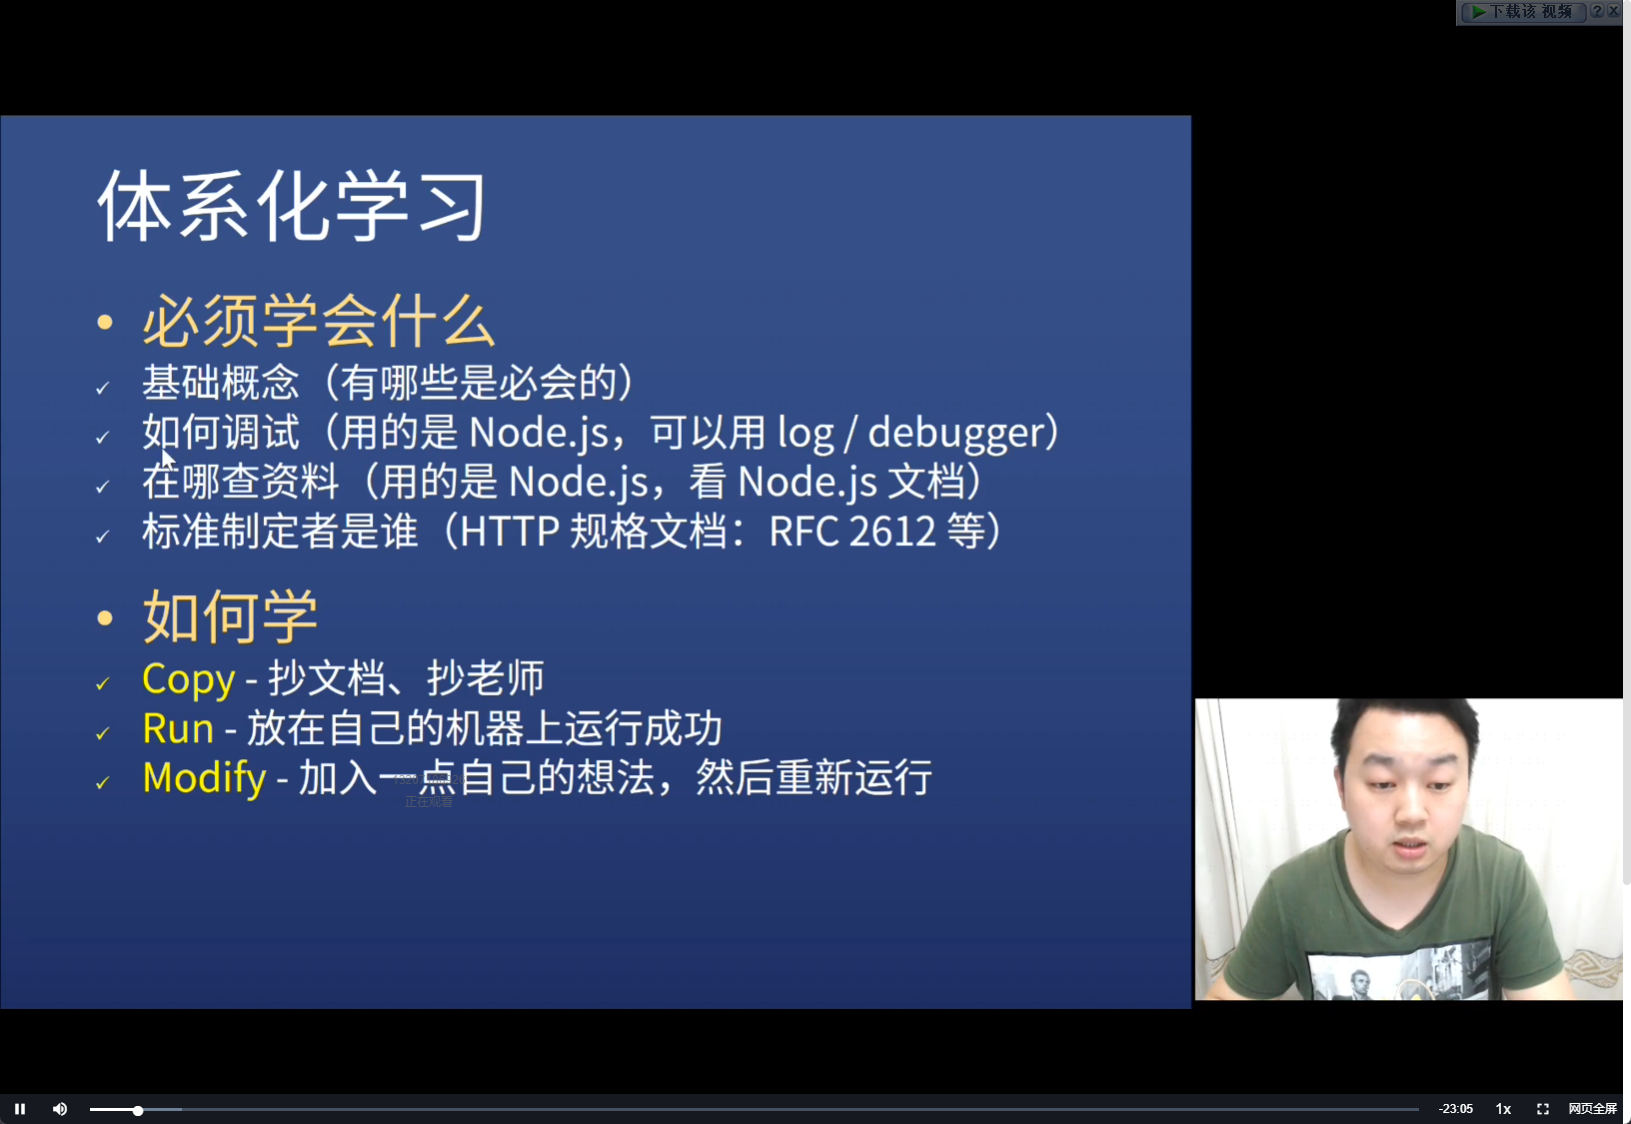 下载该 视频
体系化学习
• 必须学会什么
✓ 基础概念（有哪些是必会的）
✓ 如何调试（用的是 Node.js，可以用 log / debugger）
✓ 在哪查资料（用的是 Node.js，看 Node.js 文档）
✓ 标准制定者是谁（HTTP 规格文档：RFC 2612 等）
• 如何学
✓ Copy - 抄文档、抄老师
✓ Run - 放在自己的机器上运行成功
✓ Modify - 加入一点自己的想法，然后重新运行
正在观看
-23:05 1x 网页全屏